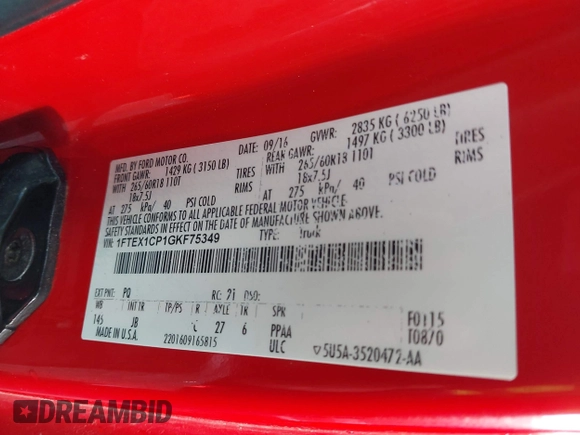 MFD. BY FORD MOTOR CO. DATE: 09/16 GVWR: 2835 KG ( 6250 LB)
FRONT GAWR: 1429 KG ( 3150 LB) REAR GAWR: 1497 KG ( 3300 LB)
WITH 265/60R18 110T TIRES WITH 265/60R18 110T TIRES
18x7.5J RIMS 18x7.5J RIMS
AT 275 kPa/ 40 PSI COLD AT 275 kPa/ 40 PSI COLD
THIS VEHICLE CONFORMS TO ALL APPLICABLE FEDERAL MOTOR VEHICLE
SAFETY STANDARDS IN EFFECT ON THE DATE OF MANUFACTURE SHOWN ABOVE.
VIN: 1FTEX1CP1GKF75349 TYPE: Truck
EXT PNT: PQ RC: 21 DSO:
WB INT TR TP/PS R AXLE TR SPR F0115
145 JB C 27 6 PPAA T0870
MADE IN U.S.A. 2201609165815 ULC 5U5A-3520472-AA
DREAMBID